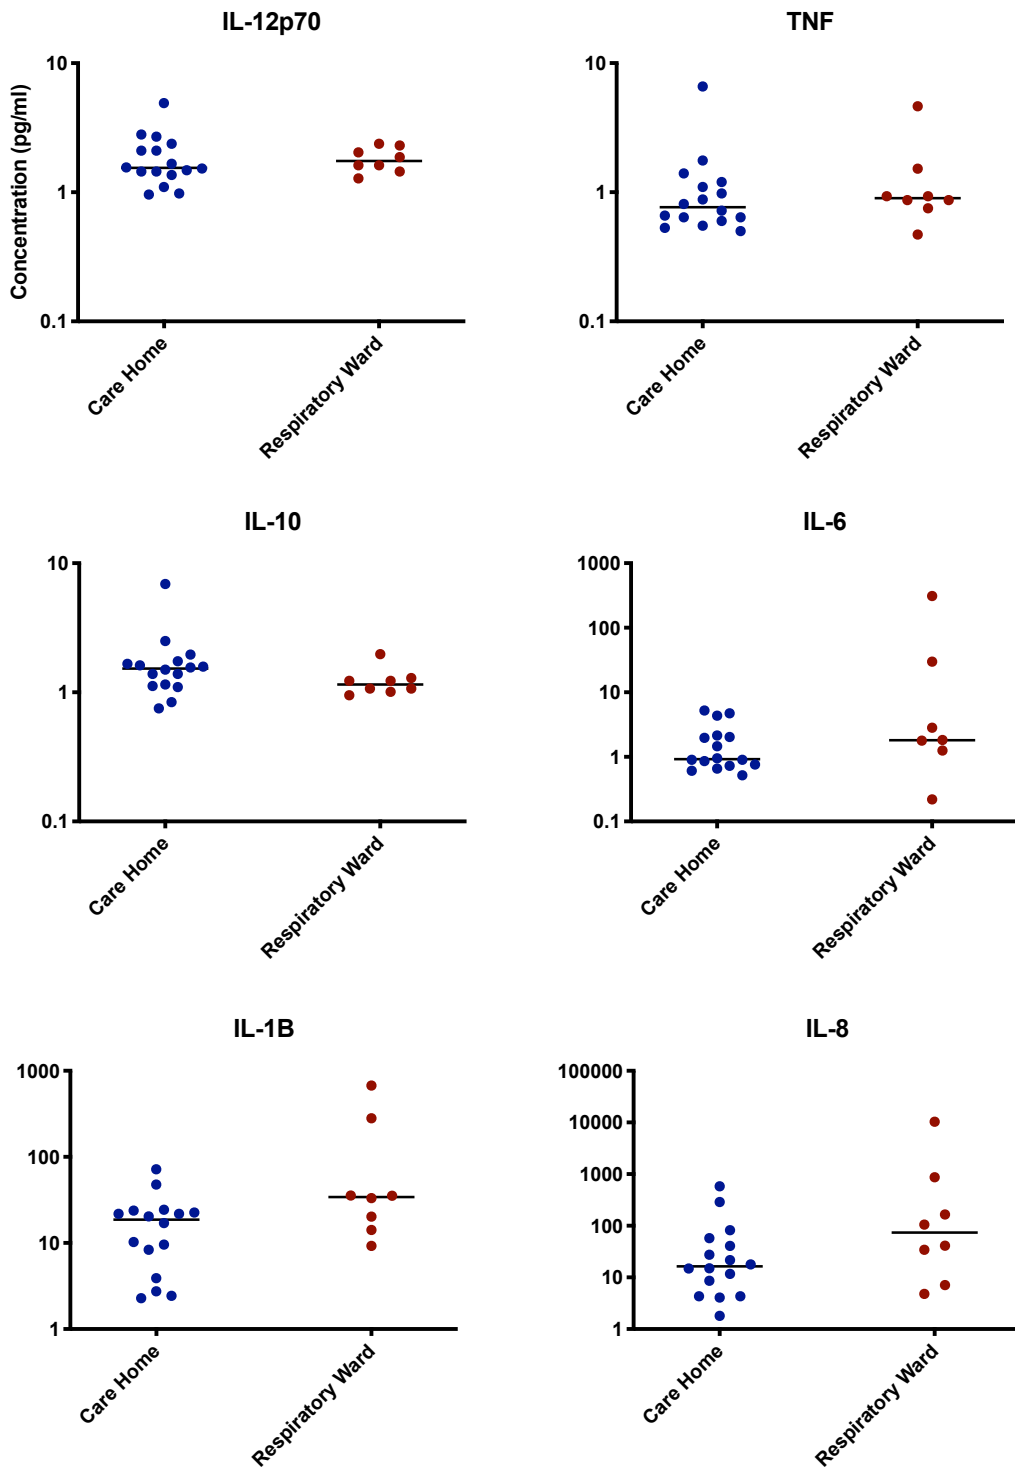 IL-12p70
Concentration (pg/ml)
10
1
0.1
Care Home
Respiratory Ward
TNF
10
1
0.1
Care Home
Respiratory Ward
IL-10
10
1
0.1
Care Home
Respiratory Ward
IL-6
1000
100
10
1
0.1
Care Home
Respiratory Ward
IL-1B
1000
100
10
1
Care Home
Respiratory Ward
IL-8
100000
10000
1000
100
10
1
Care Home
Respiratory Ward